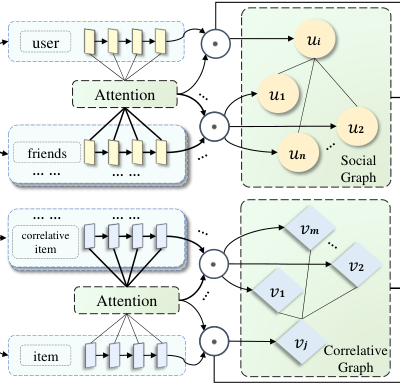 user
Attention
friends
... ...
u_i
u_1
u_2
...
u_n
Social
Graph
... ...
correlative
item
... ...
Attention
item
v_m
...
v_2
v_1
v_j
Correlative
Graph